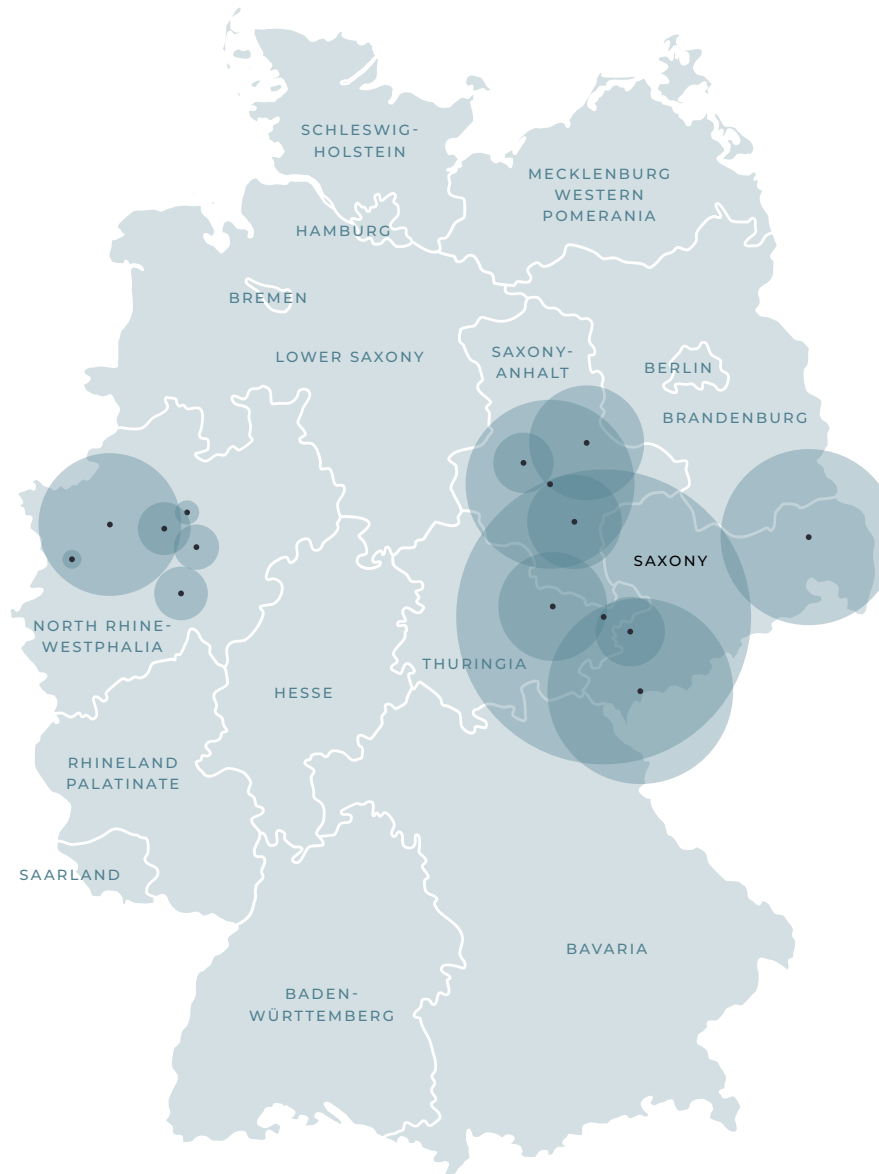 SCHLESWIG-
HOLSTEIN
MECKLENBURG
WESTERN
POMERANIA
HAMBURG
BREMEN
LOWER SAXONY
SAXONY-
ANHALT
BERLIN
BRANDENBURG
SAXONY
NORTH RHINE-
WESTPHALIA
THURINGIA
HESSE
RHINELAND
PALATINATE
SAARLAND
BAVARIA
BADEN-
WÜRTTEMBERG